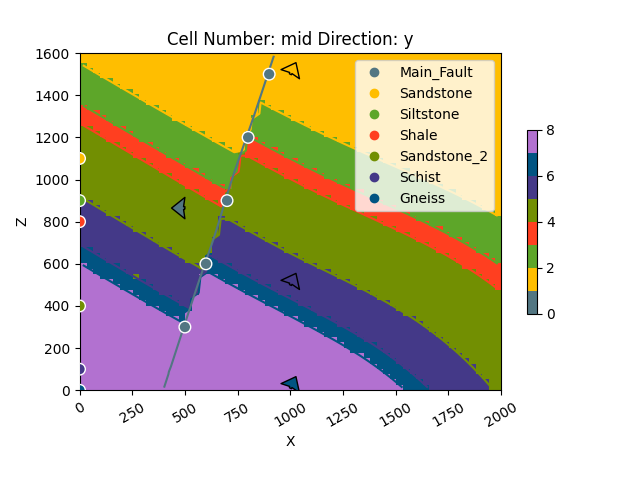 Cell Number: mid Direction: y
1600
1400
1200
1000
800
600
400
200
0
Z
0
250
500
750
1000
1250
1500
1750
2000
X
Main_Fault
Sandstone
Siltstone
Shale
Sandstone_2
Schist
Gneiss
8
6
4
2
0